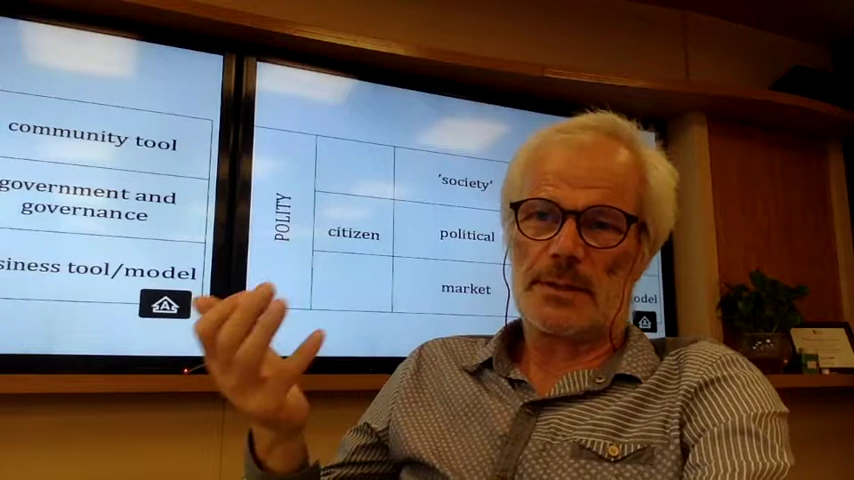 community tool
government and
governance
siness tool/model
POLITY
citizen
'society'
political
market
odel